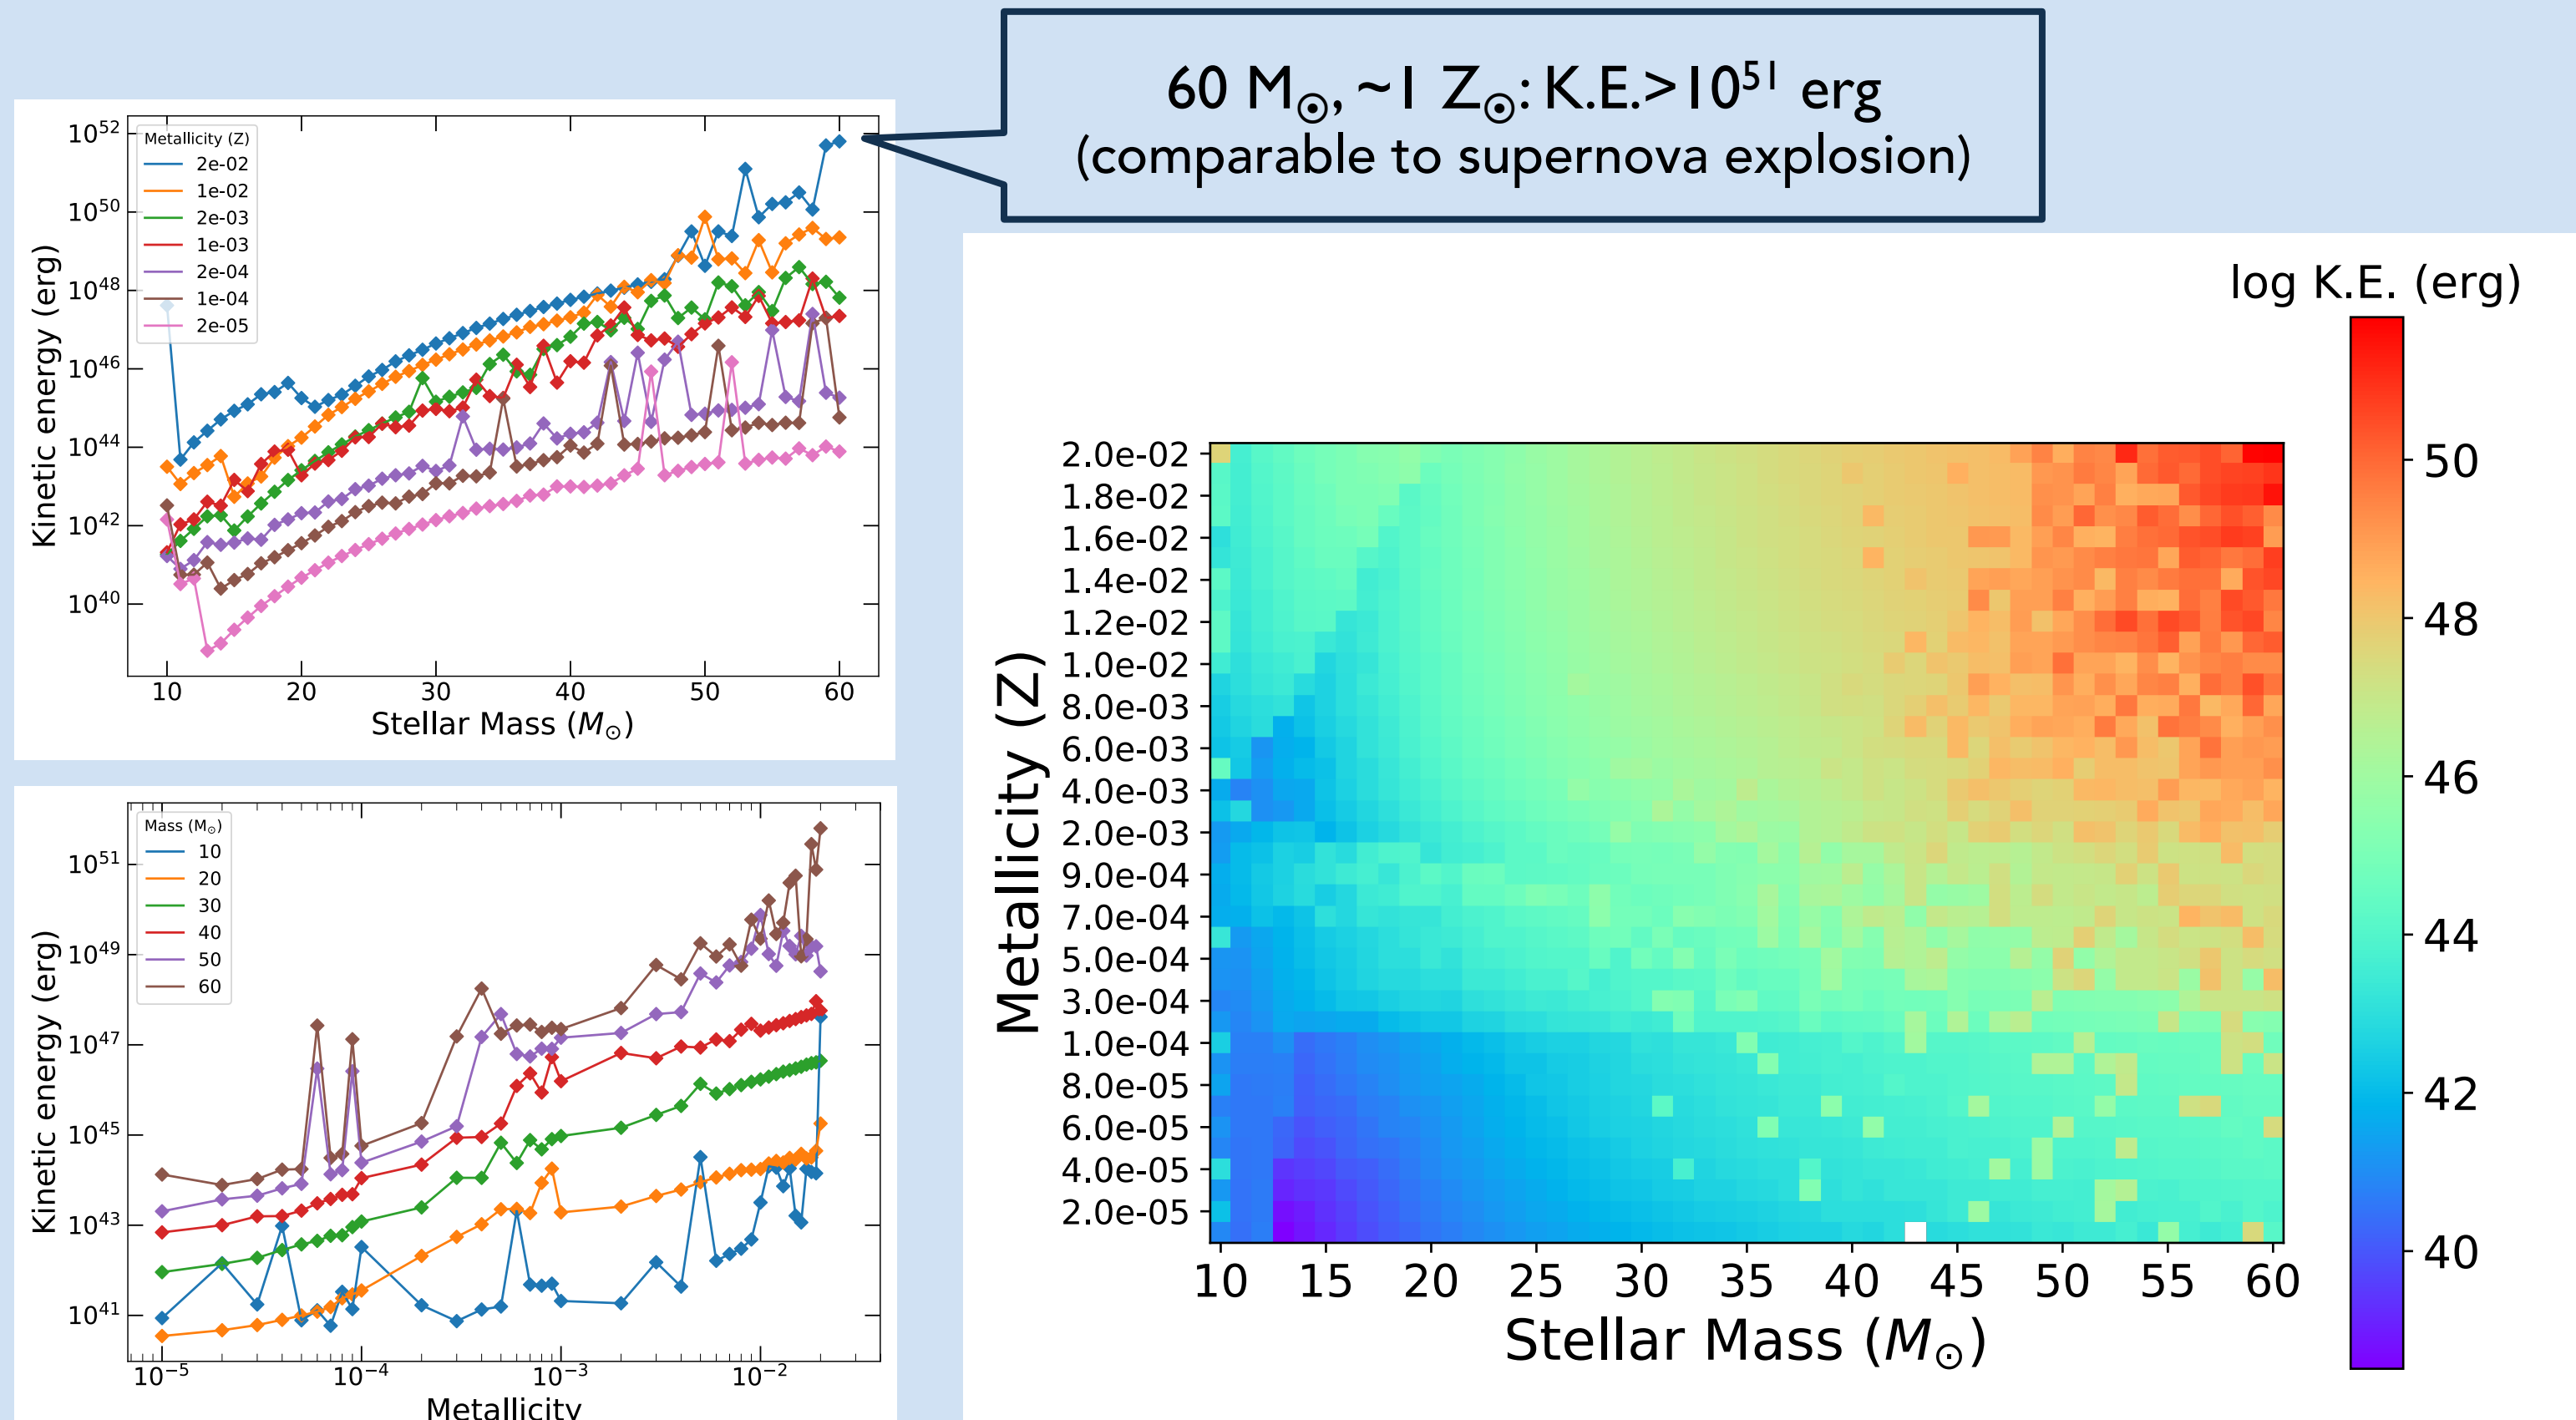 60 M☉, ~1 Z☉: K.E.>10⁵¹ erg
(comparable to supernova explosion)
Kinetic energy (erg)
10⁵²
10⁵⁰
10⁴⁸
10⁴⁶
10⁴⁴
10⁴²
10⁴⁰
Metallicity (Z)
2e-02
1e-02
2e-03
1e-03
2e-04
1e-04
2e-05
10 20 30 40 50 60
Stellar Mass (M☉)
Kinetic energy (erg)
10⁵¹
10⁴⁹
10⁴⁷
10⁴⁵
10⁴³
10⁴¹
Mass (M☉)
10
20
30
40
50
60
10⁻⁵ 10⁻⁴ 10⁻³ 10⁻²
Metallicity
log K.E. (erg)
50
48
46
44
42
40
Metallicity (Z)
2.0e-02
1.8e-02
1.6e-02
1.4e-02
1.2e-02
1.0e-02
8.0e-03
6.0e-03
4.0e-03
2.0e-03
9.0e-04
7.0e-04
5.0e-04
3.0e-04
1.0e-04
8.0e-05
6.0e-05
4.0e-05
2.0e-05
10 15 20 25 30 35 40 45 50 55 60
Stellar Mass (M☉)